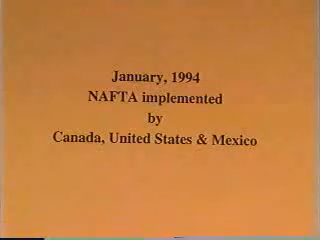 January, 1994
NAFTA implemented
by
Canada, United States & Mexico